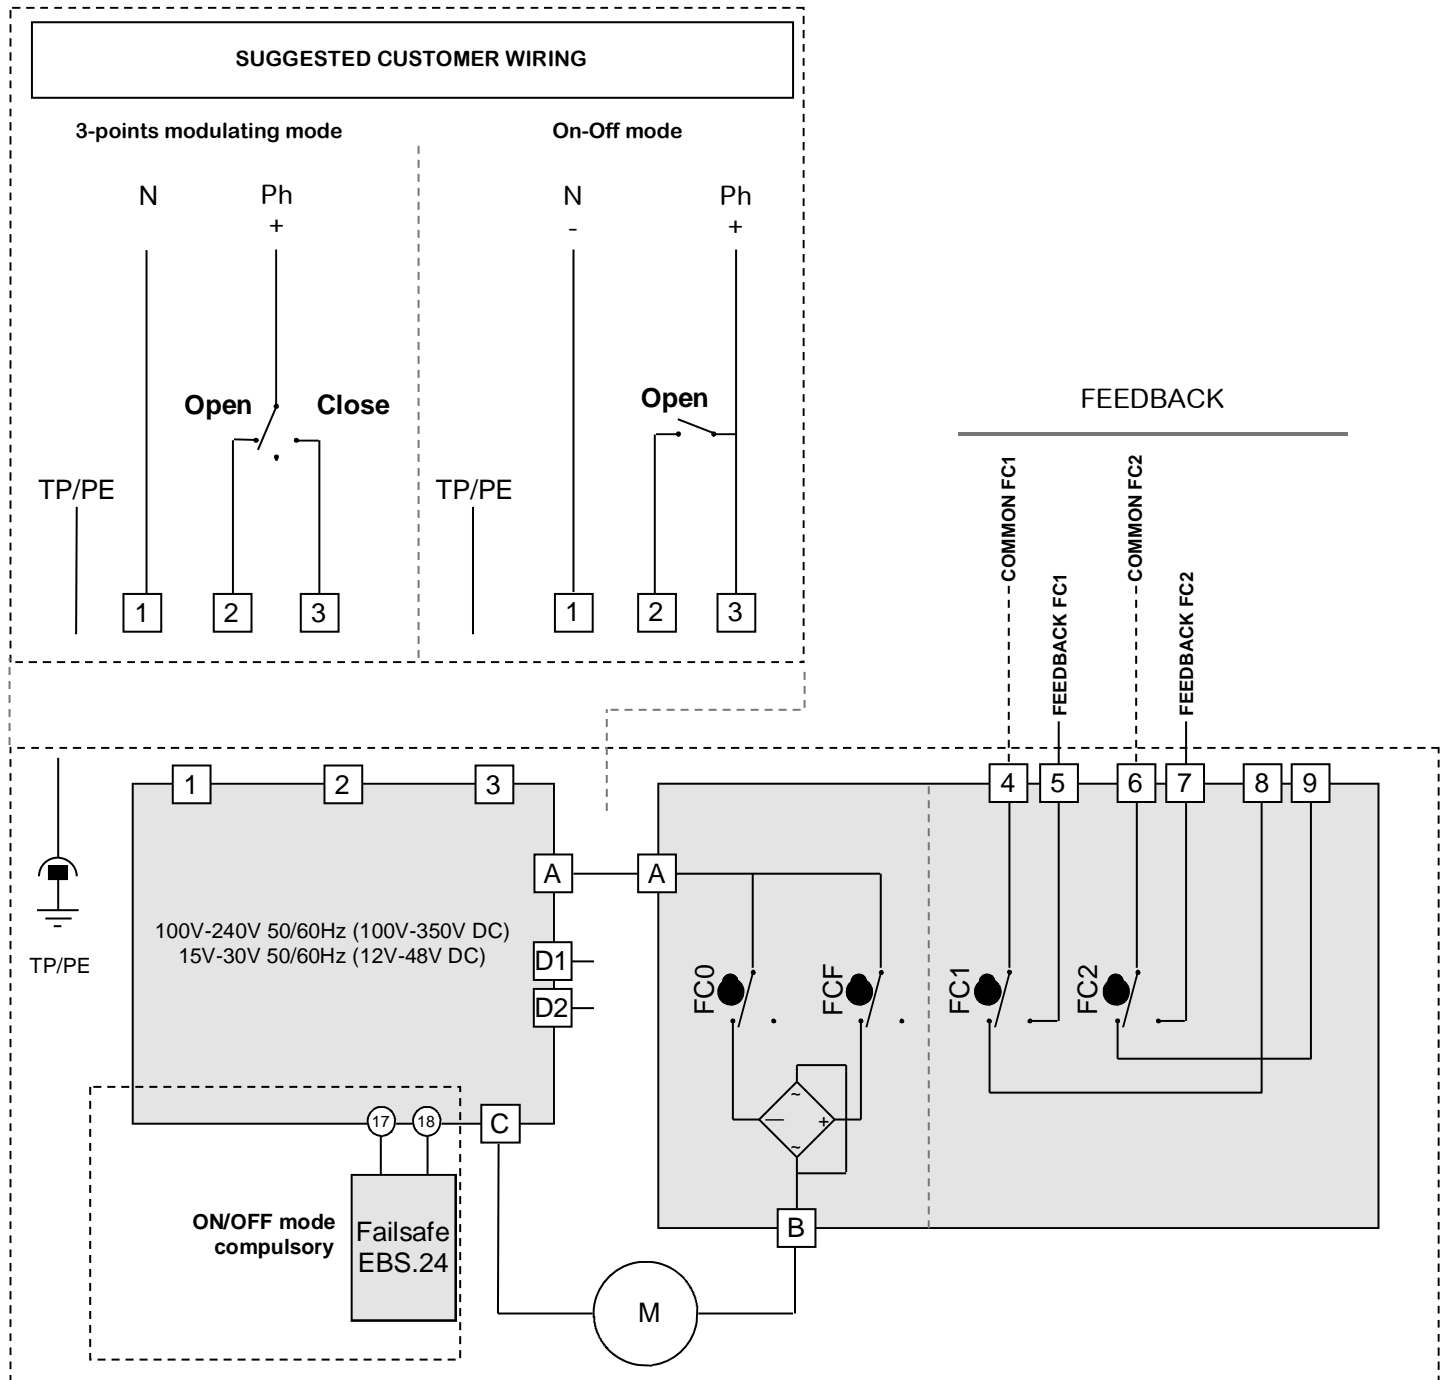 SUGGESTED CUSTOMER WIRING
3-points modulating mode
On-Off mode
N
Ph
+
N
-
Ph
+
Open
Close
Open
TP/PE
TP/PE
1
2
3
1
2
3
FEEDBACK
COMMON FC1
FEEDBACK FC1
COMMON FC2
FEEDBACK FC2
1
2
3
4
5
6
7
8
9
A
A
100V-240V 50/60Hz (100V-350V DC)
15V-30V 50/60Hz (12V-48V DC)
D1
D2
TP/PE
FC0
FCF
FC1
FC2
~
—
+
~
17
18
C
B
ON/OFF mode
compulsory
Failsafe
EBS.24
M